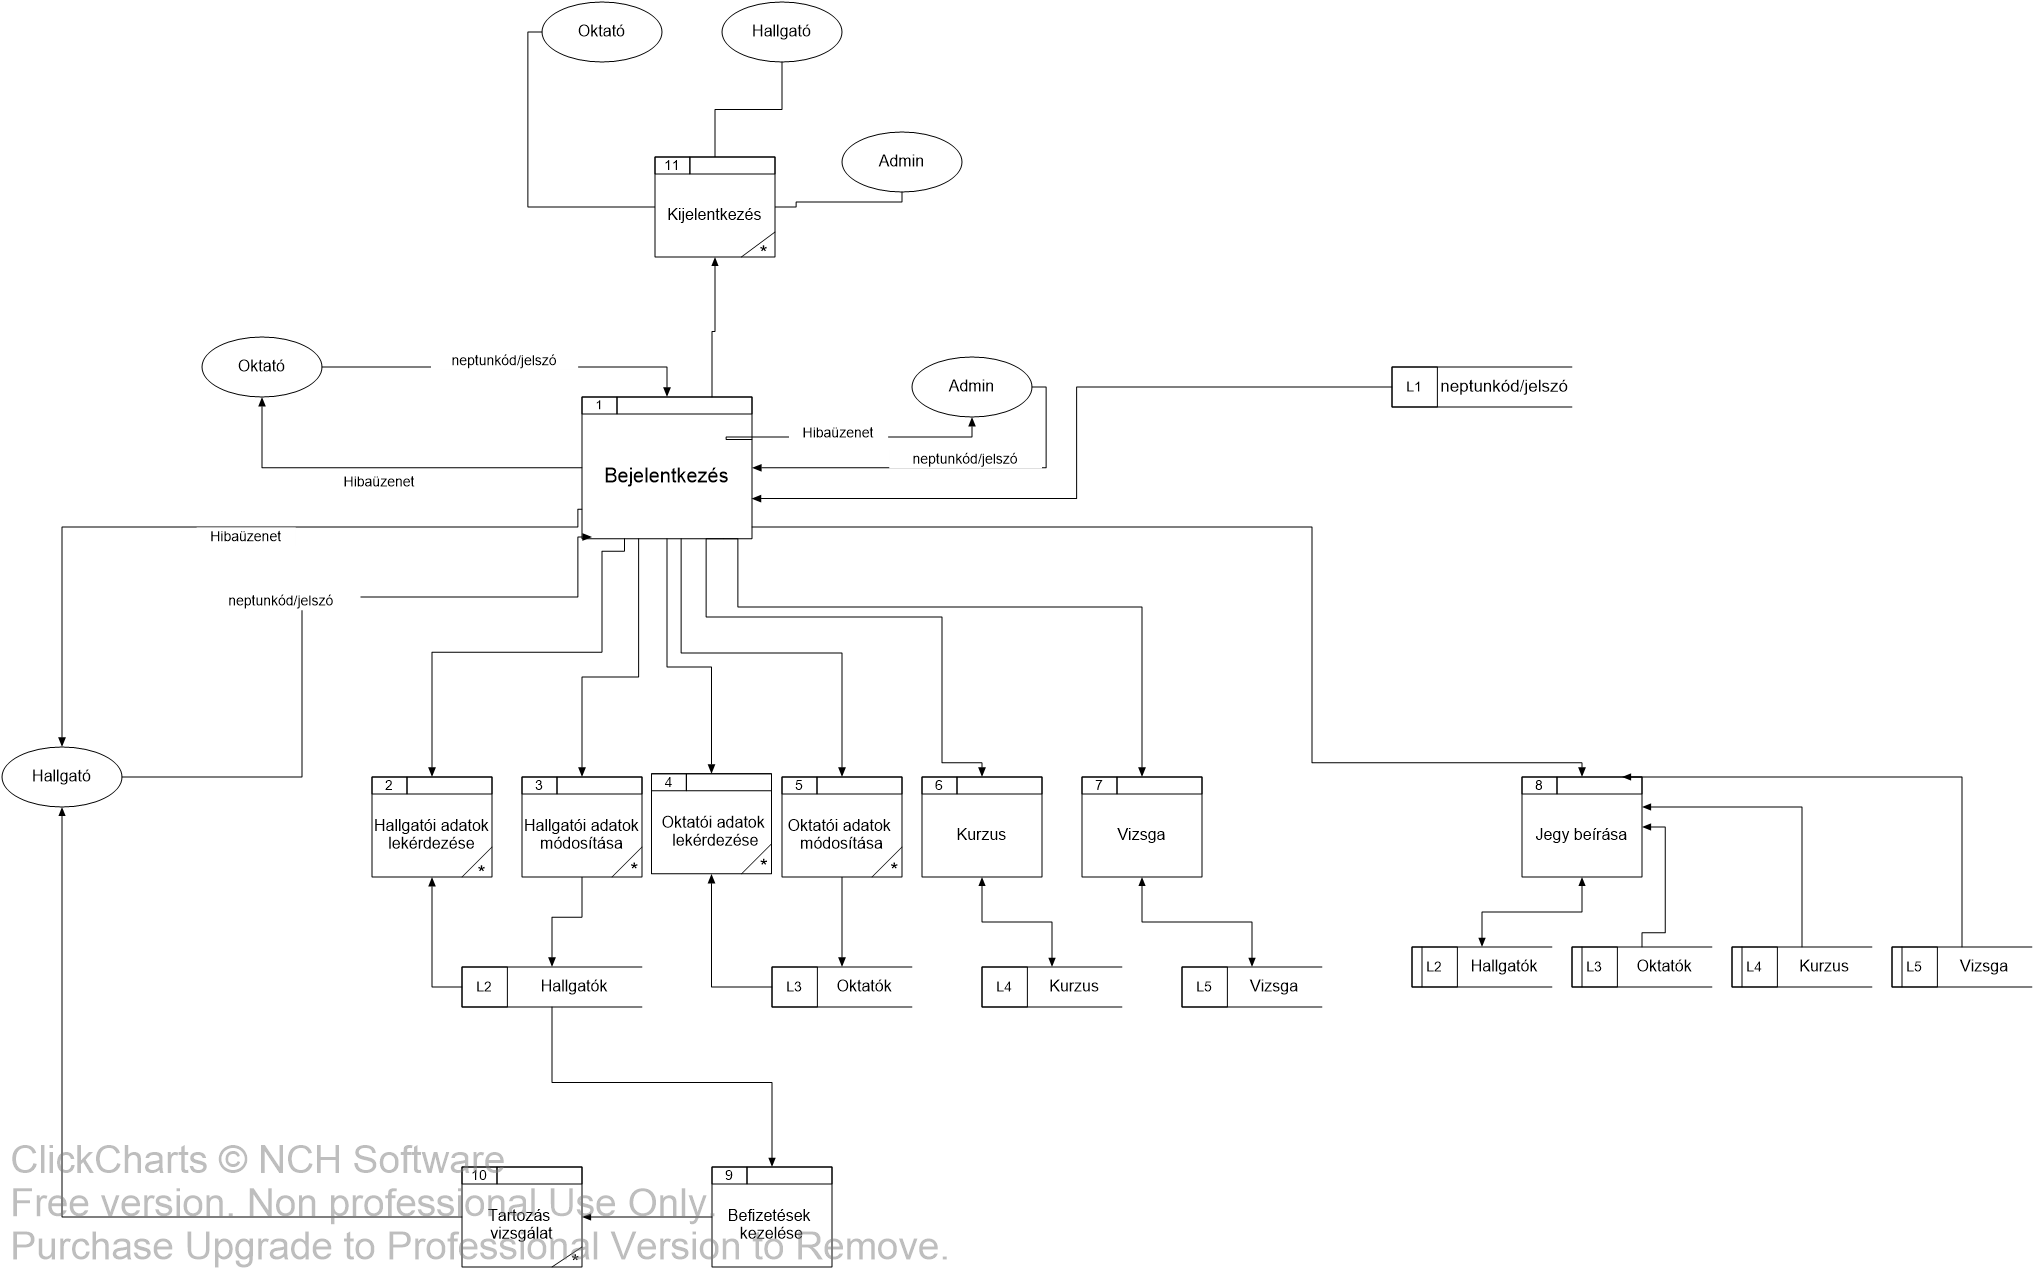 Oktató
Hallgató
Admin
11
Kijelentkezés
*
Oktató
neptunkód/jelszó
Admin
L1
neptunkód/jelszó
1
Hibaüzenet
neptunkód/jelszó
Bejelentkezés
Hibaüzenet
Hibaüzenet
neptunkód/jelszó
Hallgató
2
Hallgatói adatok
lekérdezése
*
3
Hallgatói adatok
módosítása
*
4
Oktatói adatok
lekérdezése
*
5
Oktatói adatok
módosítása
*
6
Kurzus
7
Vizsga
8
Jegy beírása
L2
Hallgatók
L3
Oktatók
L4
Kurzus
L5
Vizsga
L2
Hallgatók
L3
Oktatók
L4
Kurzus
L5
Vizsga
10
Tartozás
vizsgálat
*
9
Befizetések
kezelése
ClickCharts © NCH Software
Free version. Non professional Use Only.
Purchase Upgrade to Professional Version to Remove.